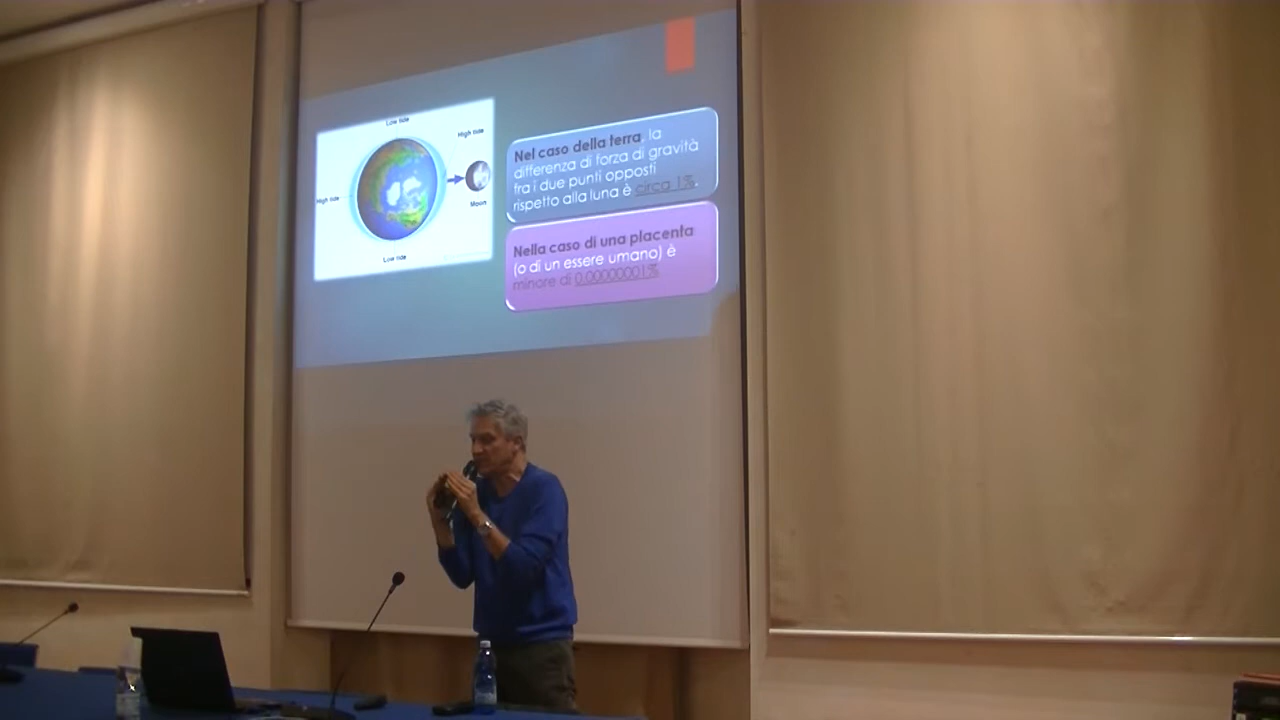 Low tide
High tide
High tide
Moon
Low tide
Nel caso della terra, la
differenza di forza di gravità
fra i due punti opposti
rispetto alla luna è circa 1%.
Nella caso di una placenta
(o di un essere umano) è
minore di 0.00000001%